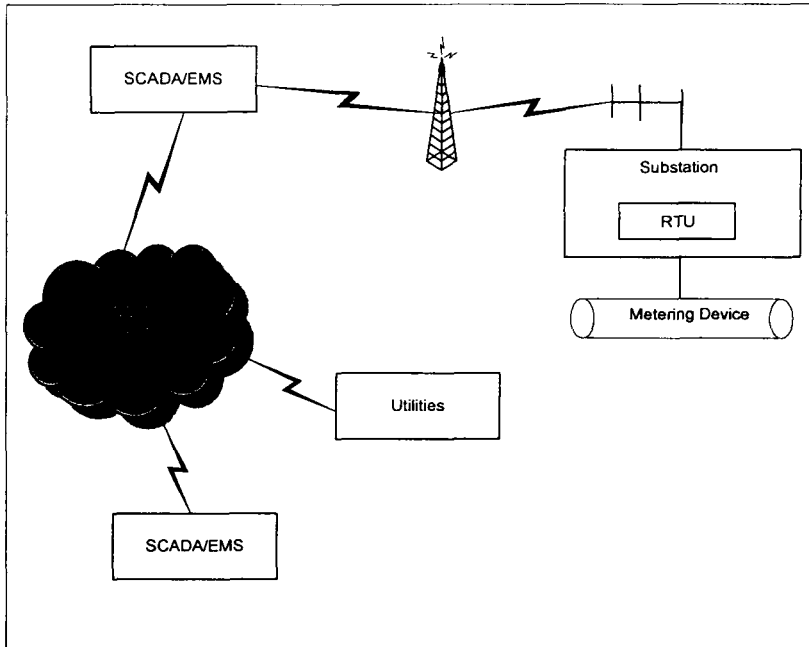 SCADA/EMS
Substation
RTU
Metering Device
Utilities
SCADA/EMS